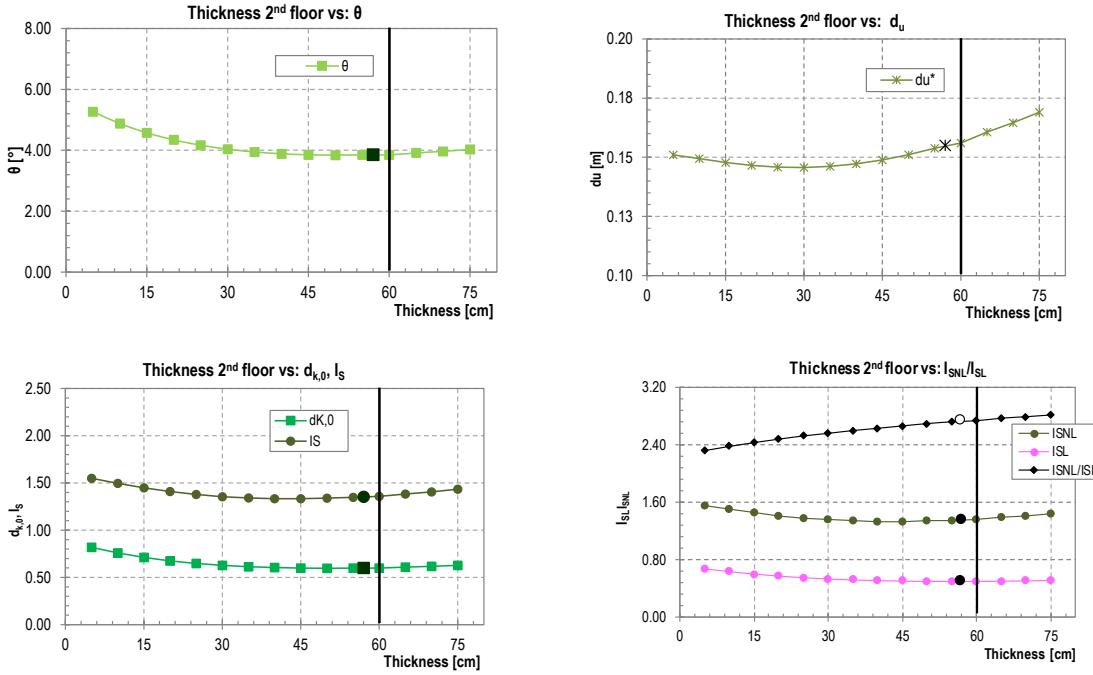 Thickness 2nd floor vs: θ
8.00
6.00
4.00
2.00
0.00
θ [°]
θ
0
15
30
45
60
75
Thickness [cm]
Thickness 2nd floor vs: du
0.20
0.18
0.15
0.13
0.10
du [m]
du*
0
15
30
45
60
75
Thickness [cm]
Thickness 2nd floor vs: dk,0, IS
2.50
2.00
1.50
1.00
0.50
0.00
dk,0, IS
dK,0
IS
0
15
30
45
60
75
Thickness [cm]
Thickness 2nd floor vs: ISNL/ISL
3.20
2.40
1.60
0.80
0.00
ISL,ISNL
ISNL
ISL
ISNL/ISL
0
15
30
45
60
75
Thickness [cm]